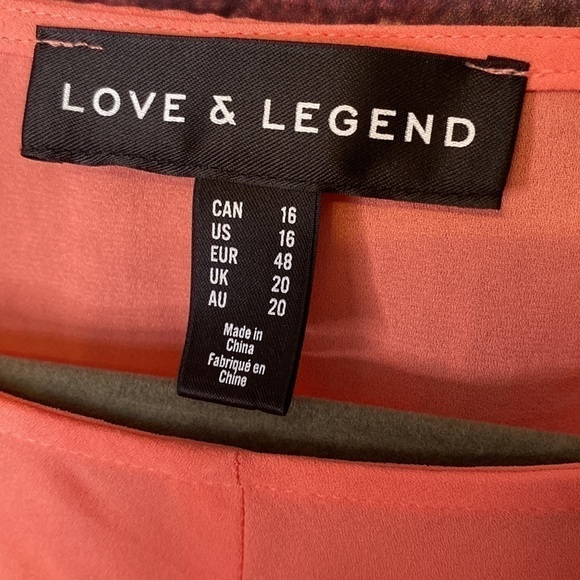 LOVE & LEGEND
CAN 16
US 16
EUR 48
UK 20
AU 20
Made in
China
Fabriqué en
Chine